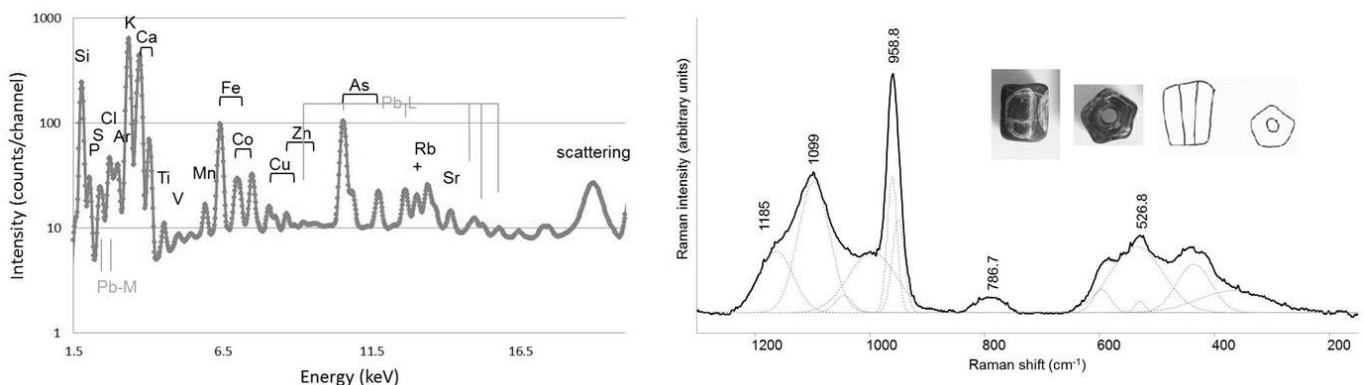 1000
100
10
1
Intensity (counts/channel)
Si
P
S
Cl
Ar
K
Ca
Ti
V
Mn
Fe
Co
Cu
Zn
As
Pb-L
Rb
+
Sr
scattering
Pb-M
1.5
6.5
11.5
16.5
Energy (keV)
Raman intensity (arbitrary units)
1185
1099
958.8
786.7
526.8
1200
1000
800
600
400
200
Raman shift (cm⁻¹)